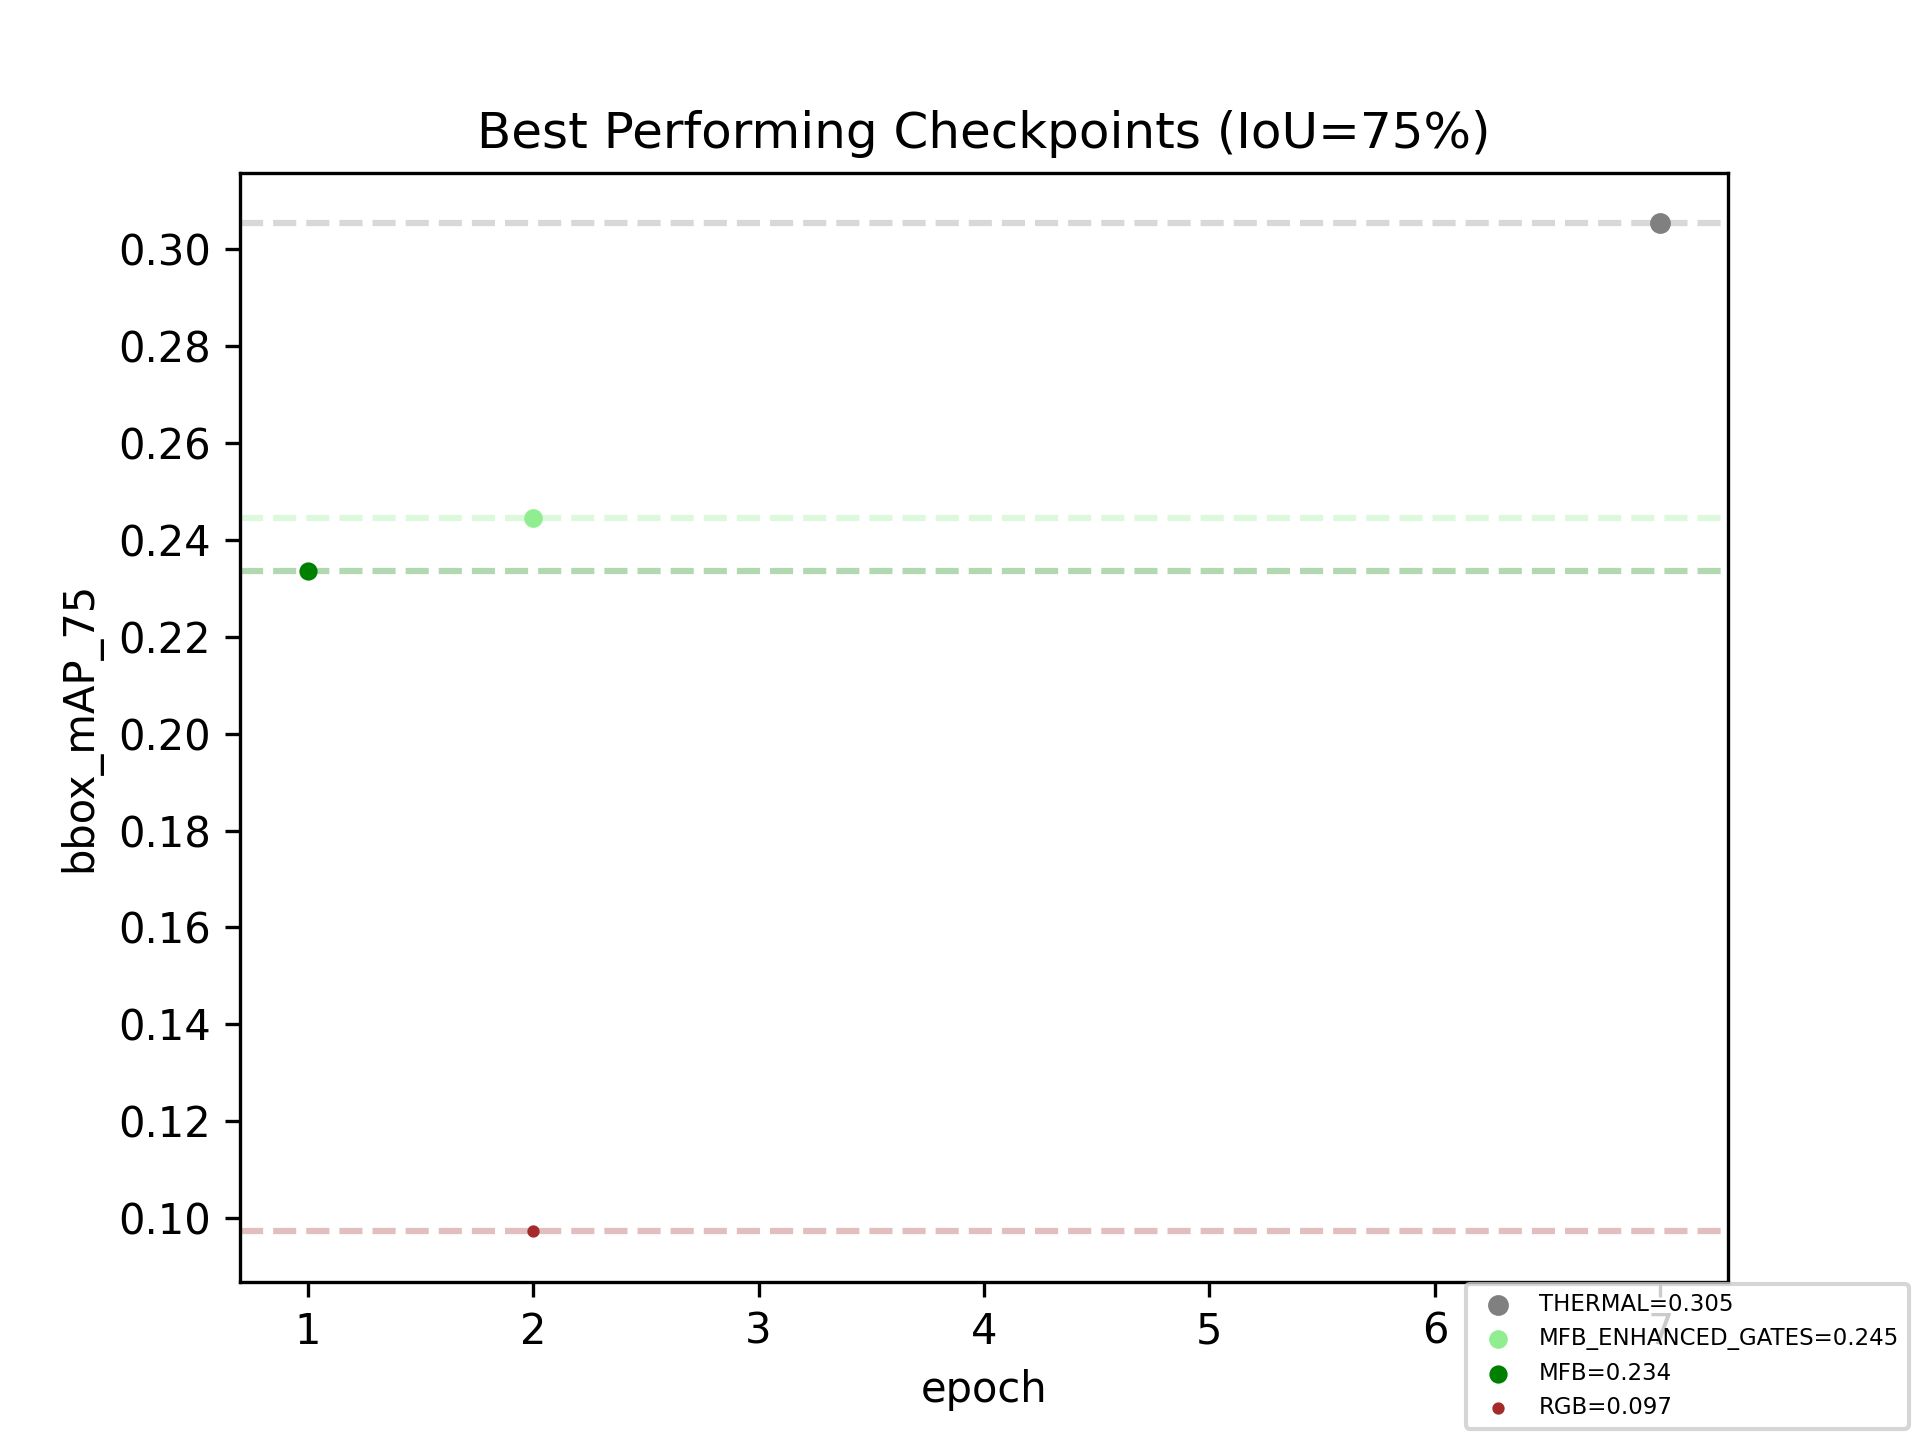 Best Performing Checkpoints (IoU=75%)
bbox_mAP_75
0.30
0.28
0.26
0.24
0.22
0.20
0.18
0.16
0.14
0.12
0.10
1 2 3 4 5 6 7
epoch
THERMAL=0.305
MFB_ENHANCED_GATES=0.245
MFB=0.234
RGB=0.097